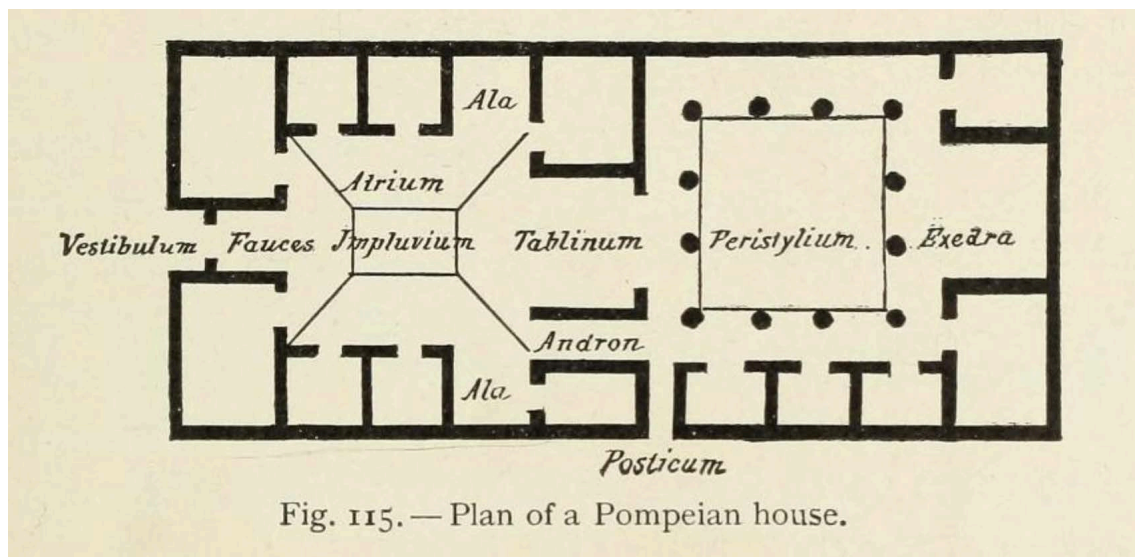 Ala
Atrium
Vestibulum Fauces Impluvium Tablinum Peristylium. Exedra
Andron
Ala
Posticum
Fig. 115. — Plan of a Pompeian house.